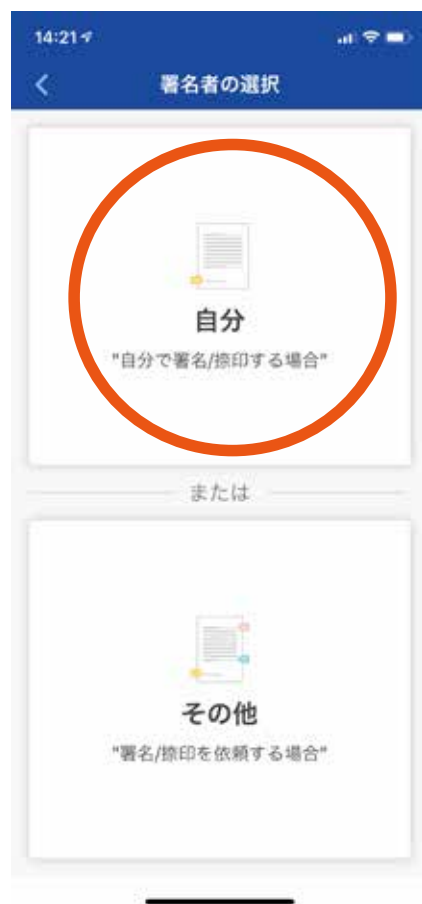 14:21
署名者の選択
自分
"自分で署名/捺印する場合"
または
その他
"署名/捺印を依頼する場合"